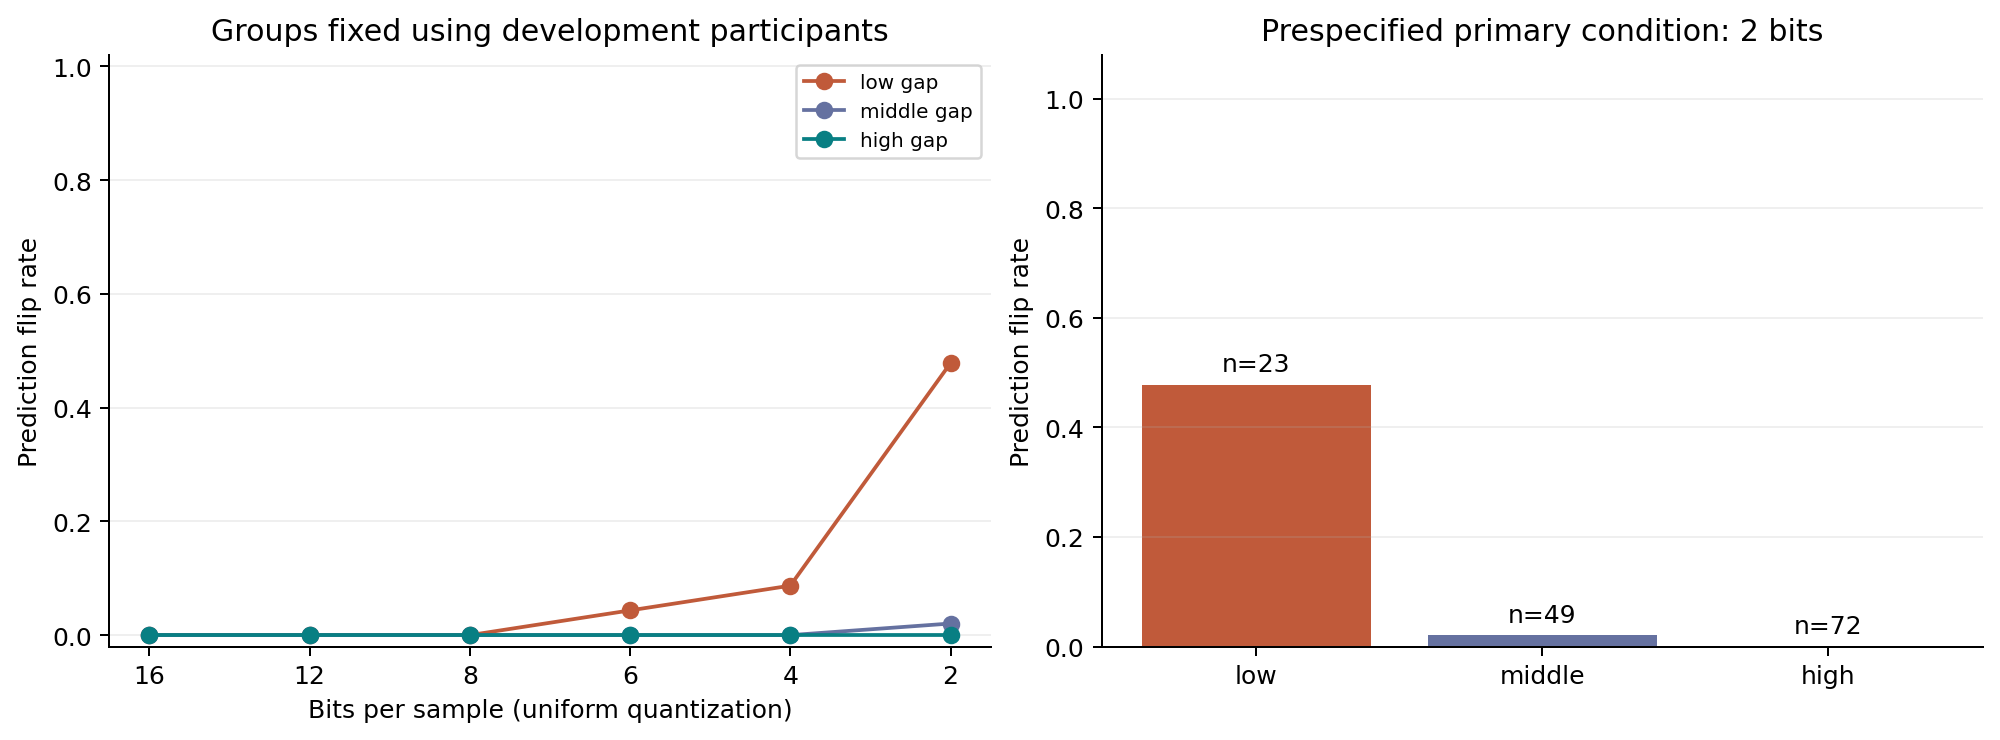 Groups fixed using development participants
Prediction flip rate
1.0
0.8
0.6
0.4
0.2
0.0
low gap
middle gap
high gap
16 12 8 6 4 2
Bits per sample (uniform quantization)
Prespecified primary condition: 2 bits
Prediction flip rate
1.0
0.8
0.6
0.4
0.2
0.0
n=23
n=49
n=72
low middle high